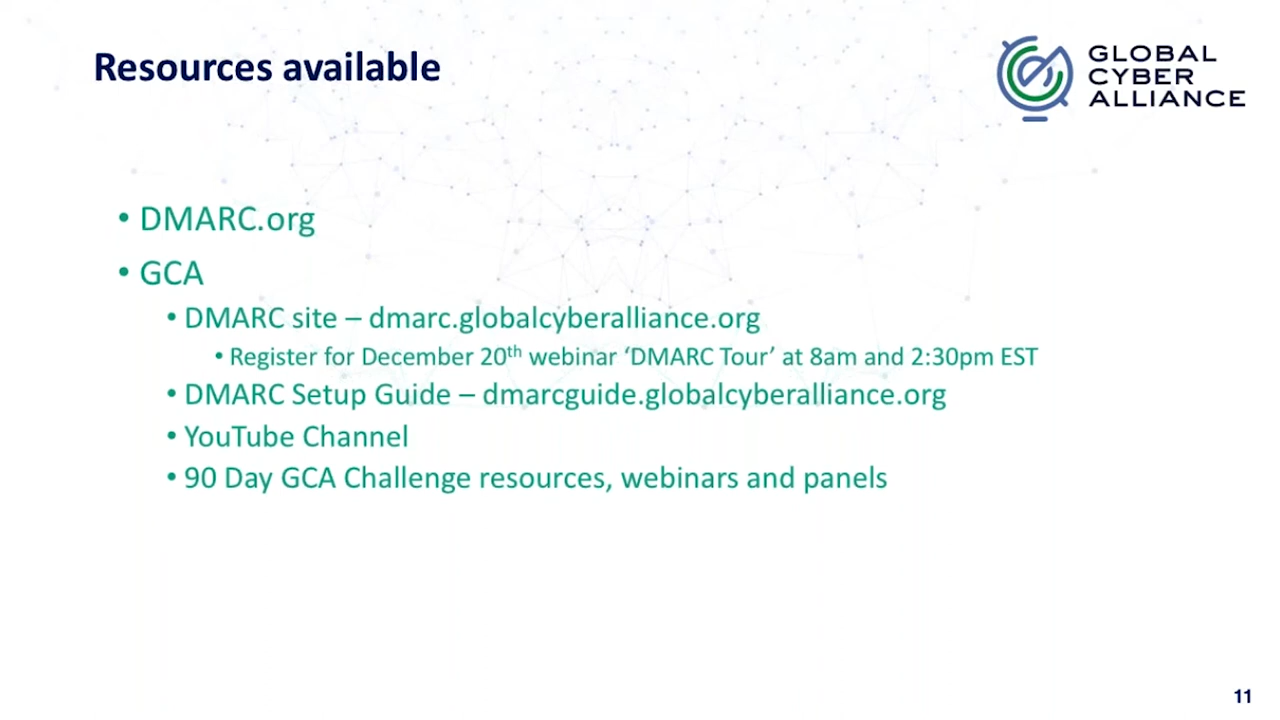 Resources available
GLOBAL
CYBER
ALLIANCE
• DMARC.org
• GCA
• DMARC site – dmarc.globalcyberalliance.org
• Register for December 20th webinar ‘DMARC Tour’ at 8am and 2:30pm EST
• DMARC Setup Guide – dmarcguide.globalcyberalliance.org
• YouTube Channel
• 90 Day GCA Challenge resources, webinars and panels
11